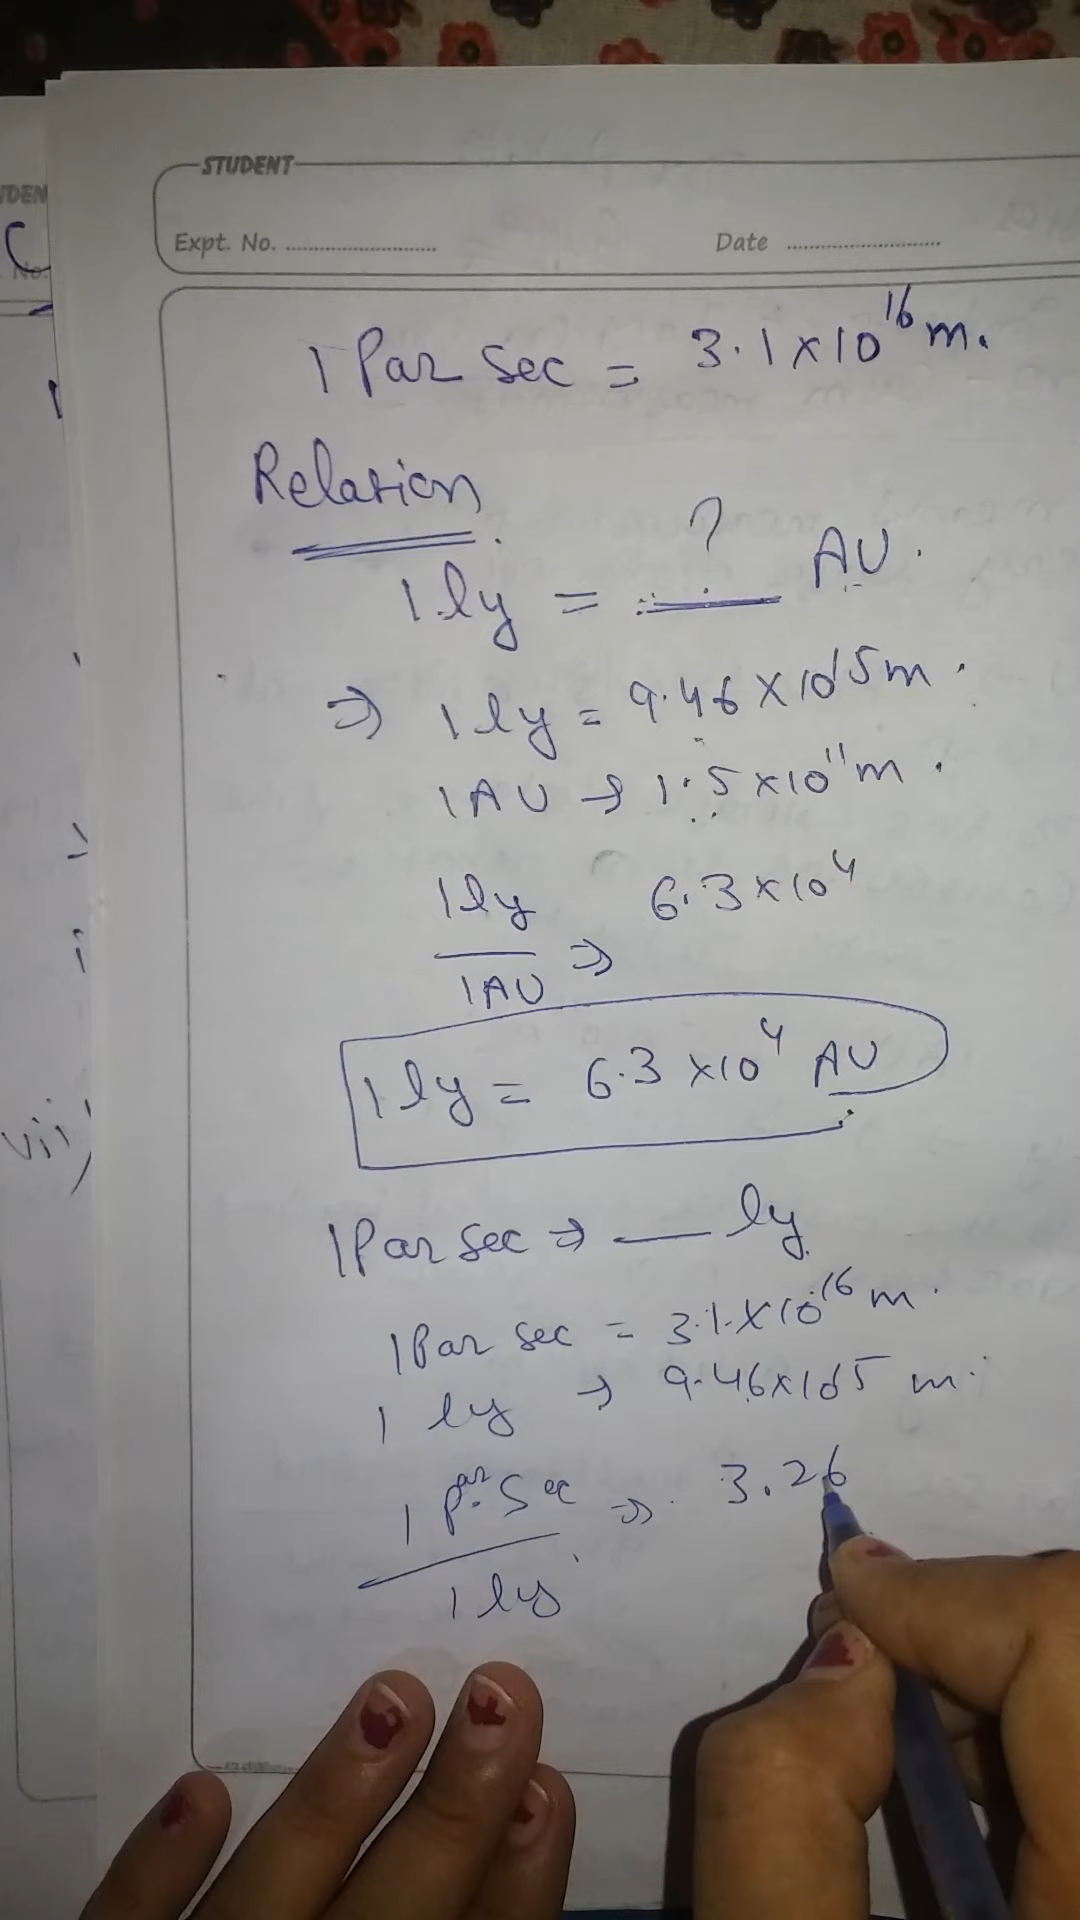 STUDENT
Expt. No. ........................
Date ........................
1 Par Sec = 3.1 x 10¹⁶ m.
Relation
1 ly = ? AU.
⇒ 1 ly = 9.46 x 10¹⁵ m.
1 AU → 1.5 x 10¹¹ m.
1 ly / 1 AU ⇒ 6.3 x 10⁴
1 ly = 6.3 x 10⁴ AU
1 Par Sec ⇒ __ ly
1 Par Sec = 3.1 x 10¹⁶ m.
1 ly → 9.46 x 10¹⁵ m.
1 Par Sec / 1 ly ⇒ 3.26
vii)